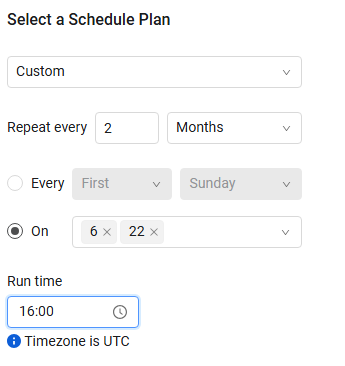 Select a Schedule Plan
Custom
Repeat every 2 Months
Every First Sunday
On 6 × 22 ×
Run time
16:00
Timezone is UTC